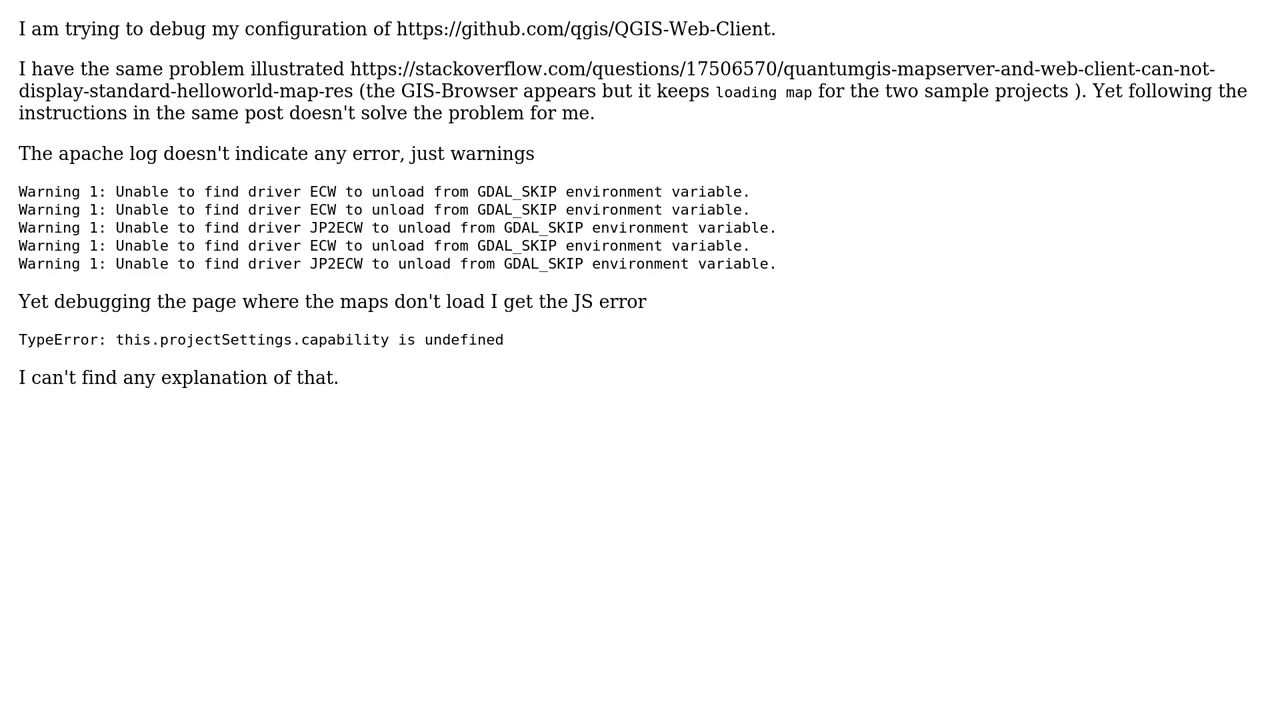 I am trying to debug my configuration of https://github.com/qgis/QGIS-Web-Client.
I have the same problem illustrated https://stackoverflow.com/questions/17506570/quantumgis-mapserver-and-web-client-can-not-
display-standard-helloworld-map-res (the GIS-Browser appears but it keeps loading map for the two sample projects ). Yet following the
instructions in the same post doesn't solve the problem for me.
The apache log doesn't indicate any error, just warnings
Warning 1: Unable to find driver ECW to unload from GDAL_SKIP environment variable.
Warning 1: Unable to find driver ECW to unload from GDAL_SKIP environment variable.
Warning 1: Unable to find driver JP2ECW to unload from GDAL_SKIP environment variable.
Warning 1: Unable to find driver ECW to unload from GDAL_SKIP environment variable.
Warning 1: Unable to find driver JP2ECW to unload from GDAL_SKIP environment variable.
Yet debugging the page where the maps don't load I get the JS error
TypeError: this.projectSettings.capability is undefined
I can't find any explanation of that.